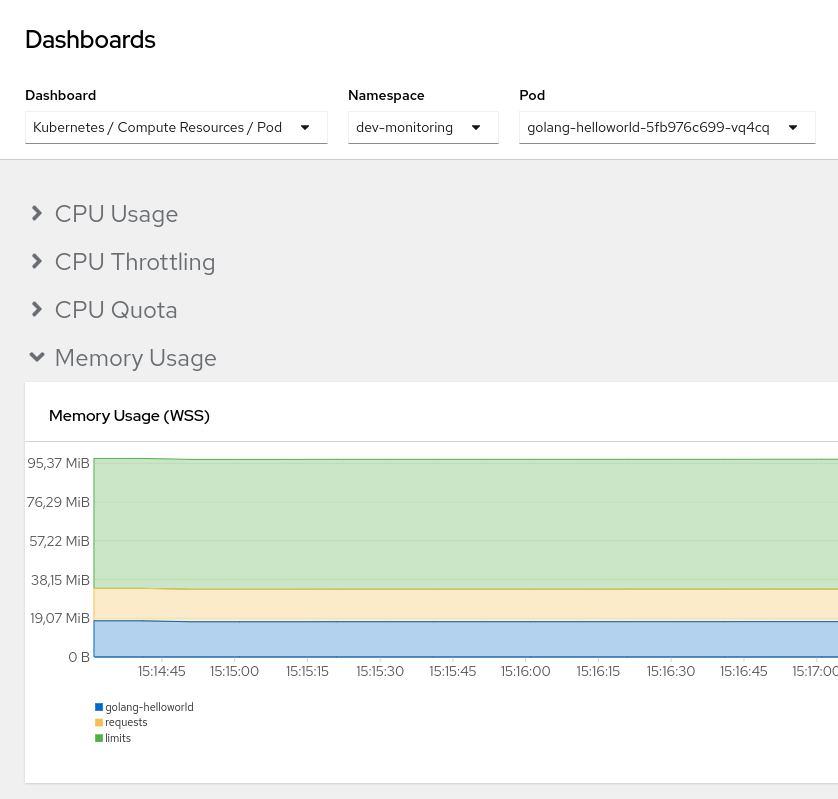 Dashboards
Dashboard Namespace Pod
Kubernetes / Compute Resources / Pod dev-monitoring golang-helloworld-5fb976c699-vq4cq
CPU Usage
CPU Throttling
CPU Quota
Memory Usage
Memory Usage (WSS)
95,37 MiB
76,29 MiB
57,22 MiB
38,15 MiB
19,07 MiB
0 B
15:14:45 15:15:00 15:15:15 15:15:30 15:15:45 15:16:00 15:16:15 15:16:30 15:16:45 15:17:00
golang-helloworld
requests
limits